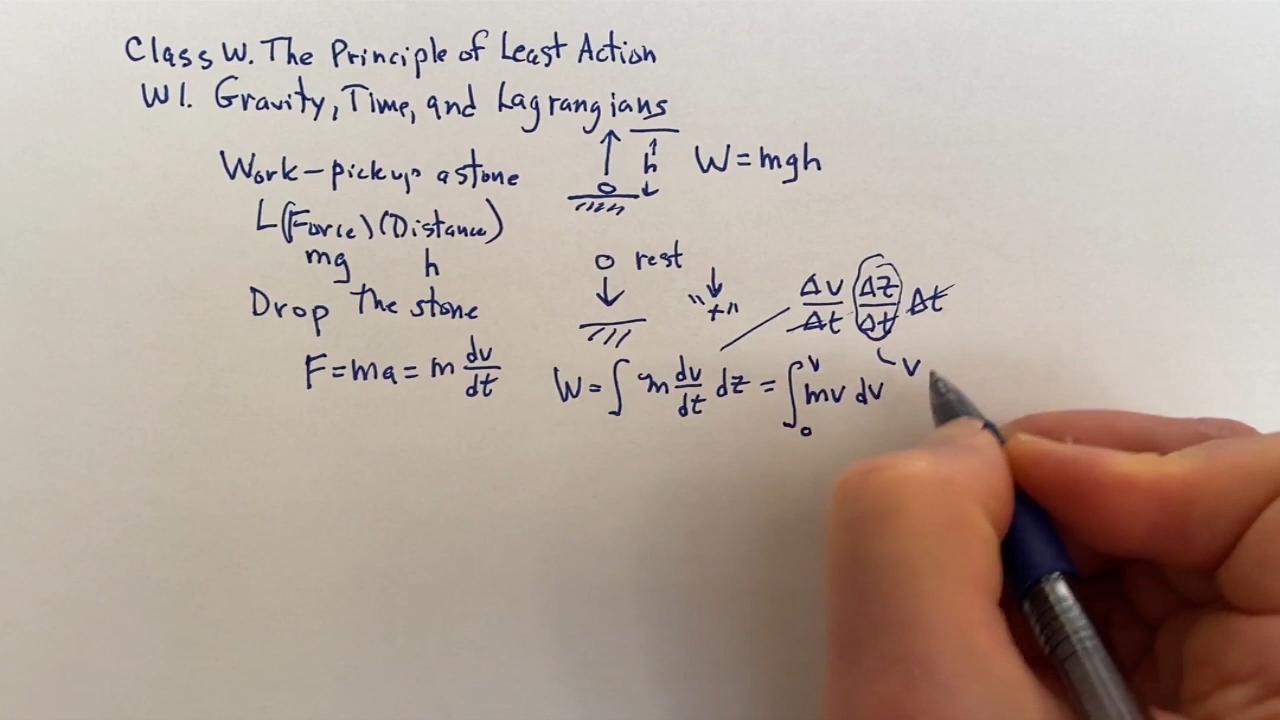 Class W. The Principle of Least Action
W1. Gravity, Time, and Lagrangians
Work - pick up a stone
h
W = mgh
L(Force)(Distance)
mg h
rest
Drop the stone
"+"
Δv/Δt Δz/Δt Δt
v
F = ma = m dv/dt
W = ∫ m dv/dt dz = ∫₀ᵛ mv dv